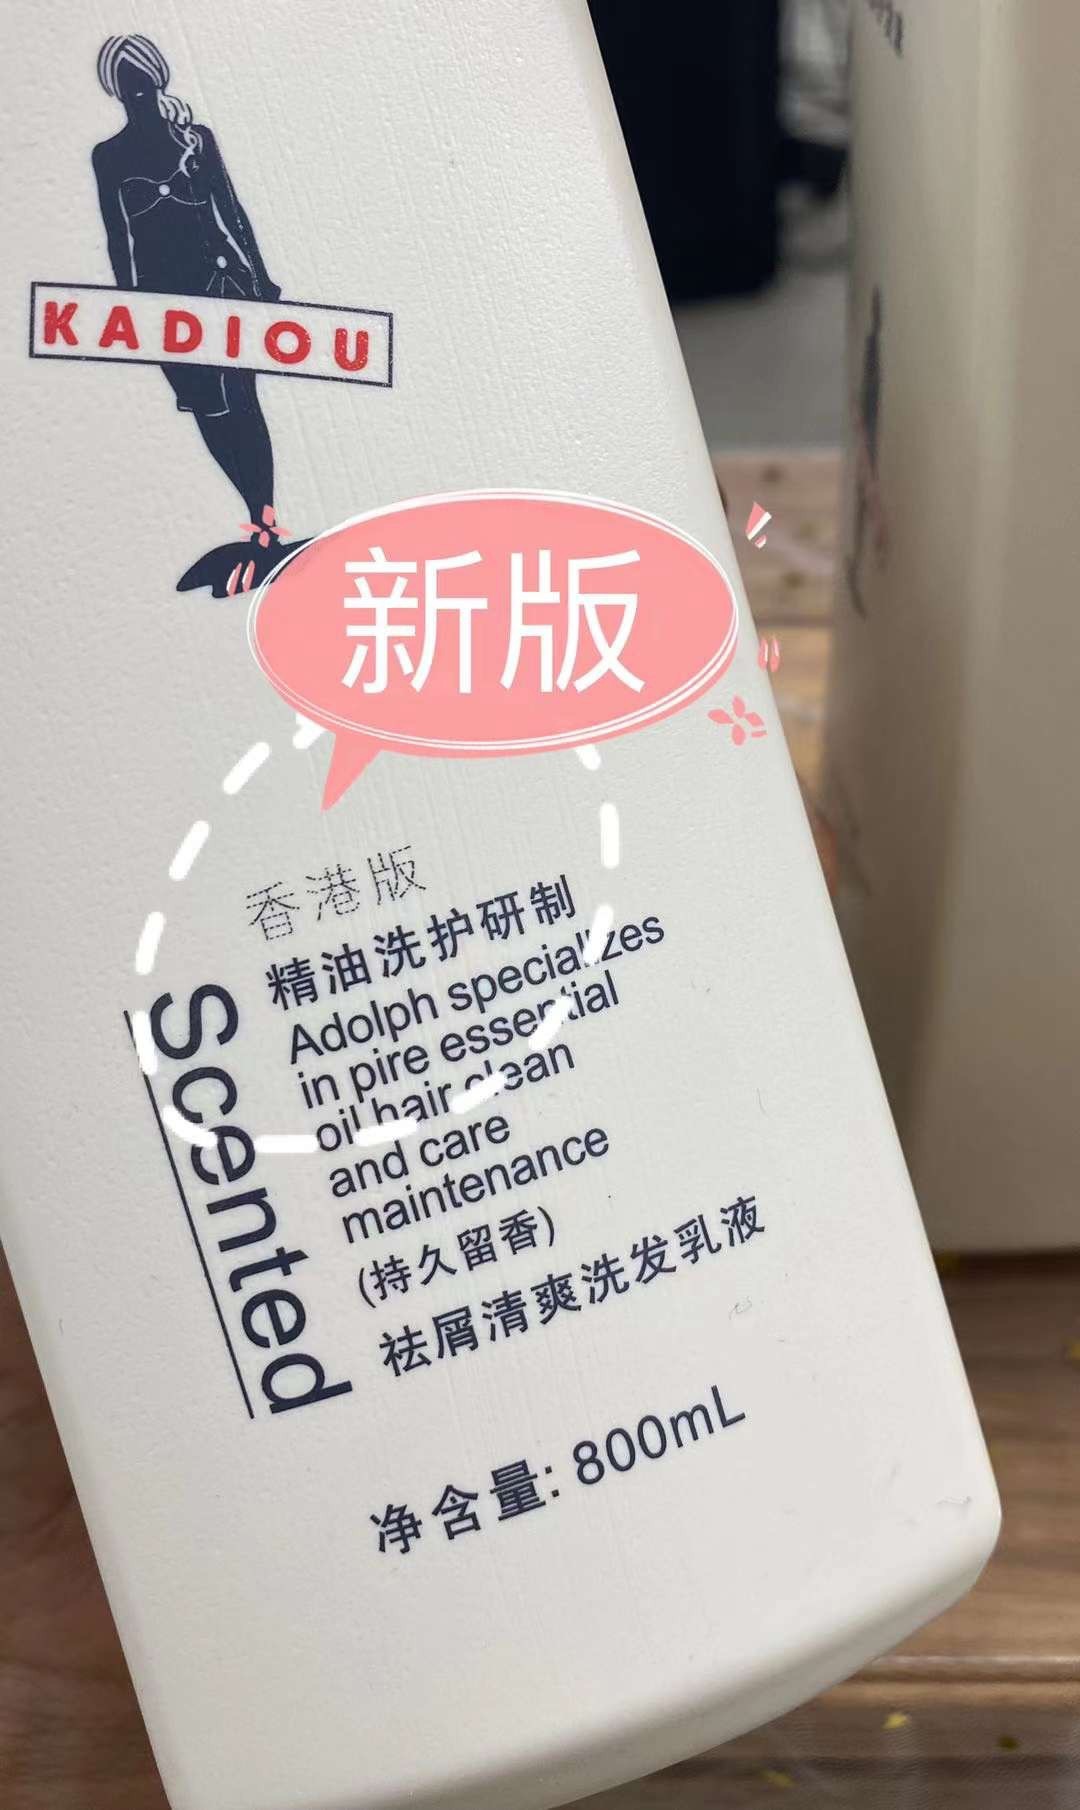 KADIOU
新版
香港版
精油洗护研制
Adolph specializes
in pire essential
oil hair clean
and care
maintenance
(持久留香)
祛屑清爽洗发乳液
Scented
净含量: 800mL